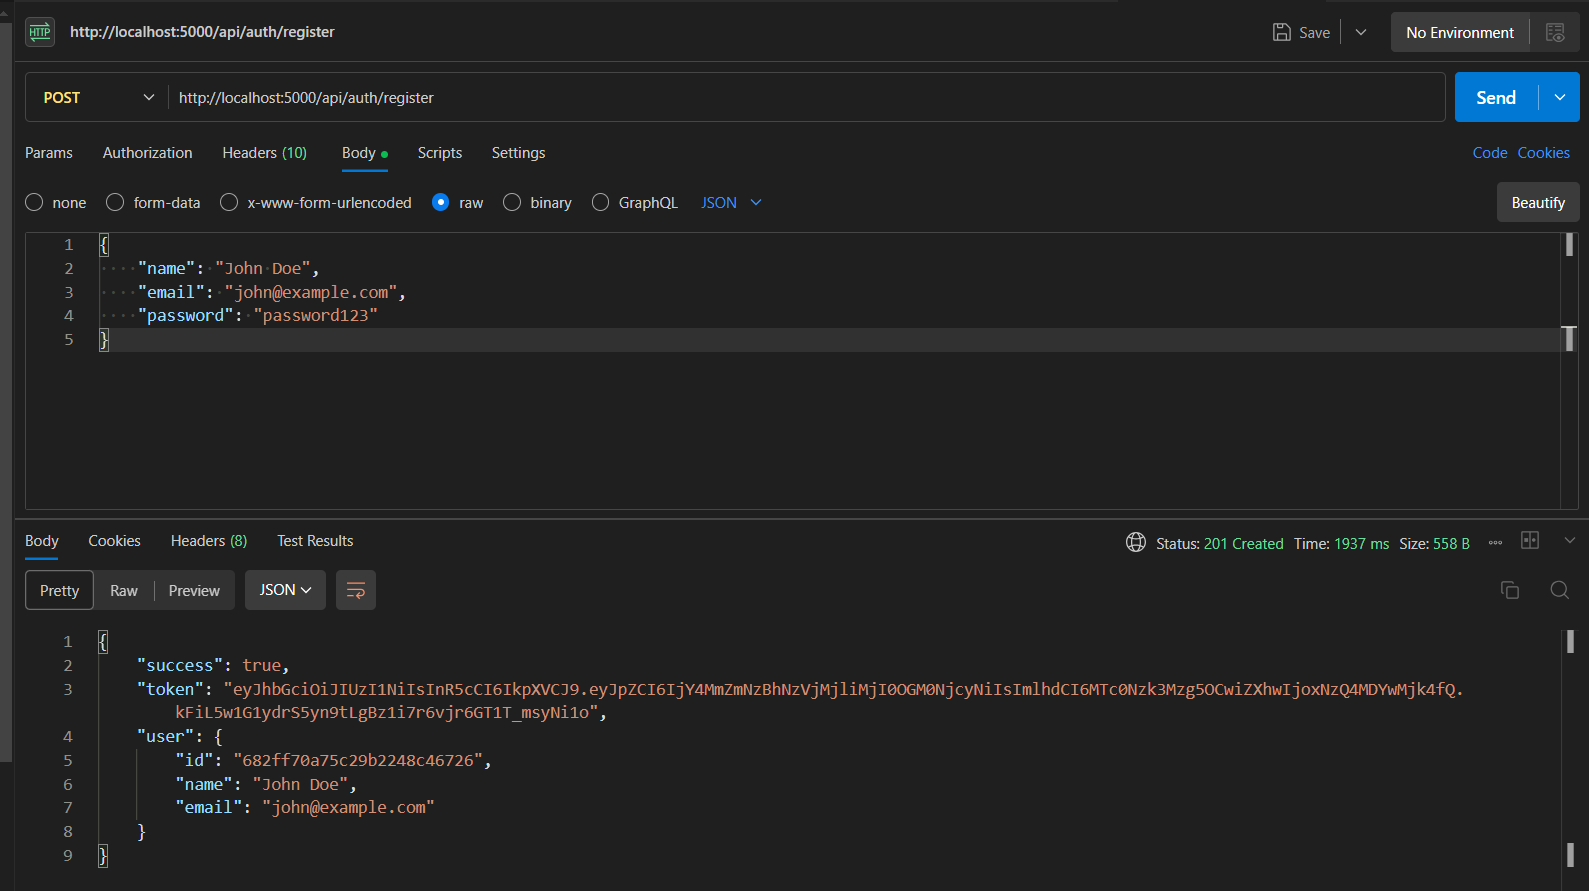 HTTP http://localhost:5000/api/auth/register Save No Environment
POST http://localhost:5000/api/auth/register Send
Params Authorization Headers (10) Body Scripts Settings Code Cookies
none form-data x-www-form-urlencoded raw binary GraphQL JSON Beautify
1 {
2 "name": "John Doe",
3 "email": "john@example.com",
4 "password": "password123"
5 }
Body Cookies Headers (8) Test Results Status: 201 Created Time: 1937 ms Size: 558 B
Pretty Raw Preview JSON
1 {
2 "success": true,
3 "token": "eyJhbGciOiJIUzI1NiIsInR5cCI6IkpXVCJ9.eyJpZCI6IjY4MmZmNzBhNzVjMjliMjI0OGM0NjcyNiIsImlhdCI6MTc0Nzk3Mzg5OCwiZXhwIjoxNzQ4MDYwMjk4fQ.
kFiL5w1G1ydrS5yn9tLgBz1i7r6vjr6GT1T_msyNi1o",
4 "user": {
5 "id": "682ff70a75c29b2248c46726",
6 "name": "John Doe",
7 "email": "john@example.com"
8 }
9 }